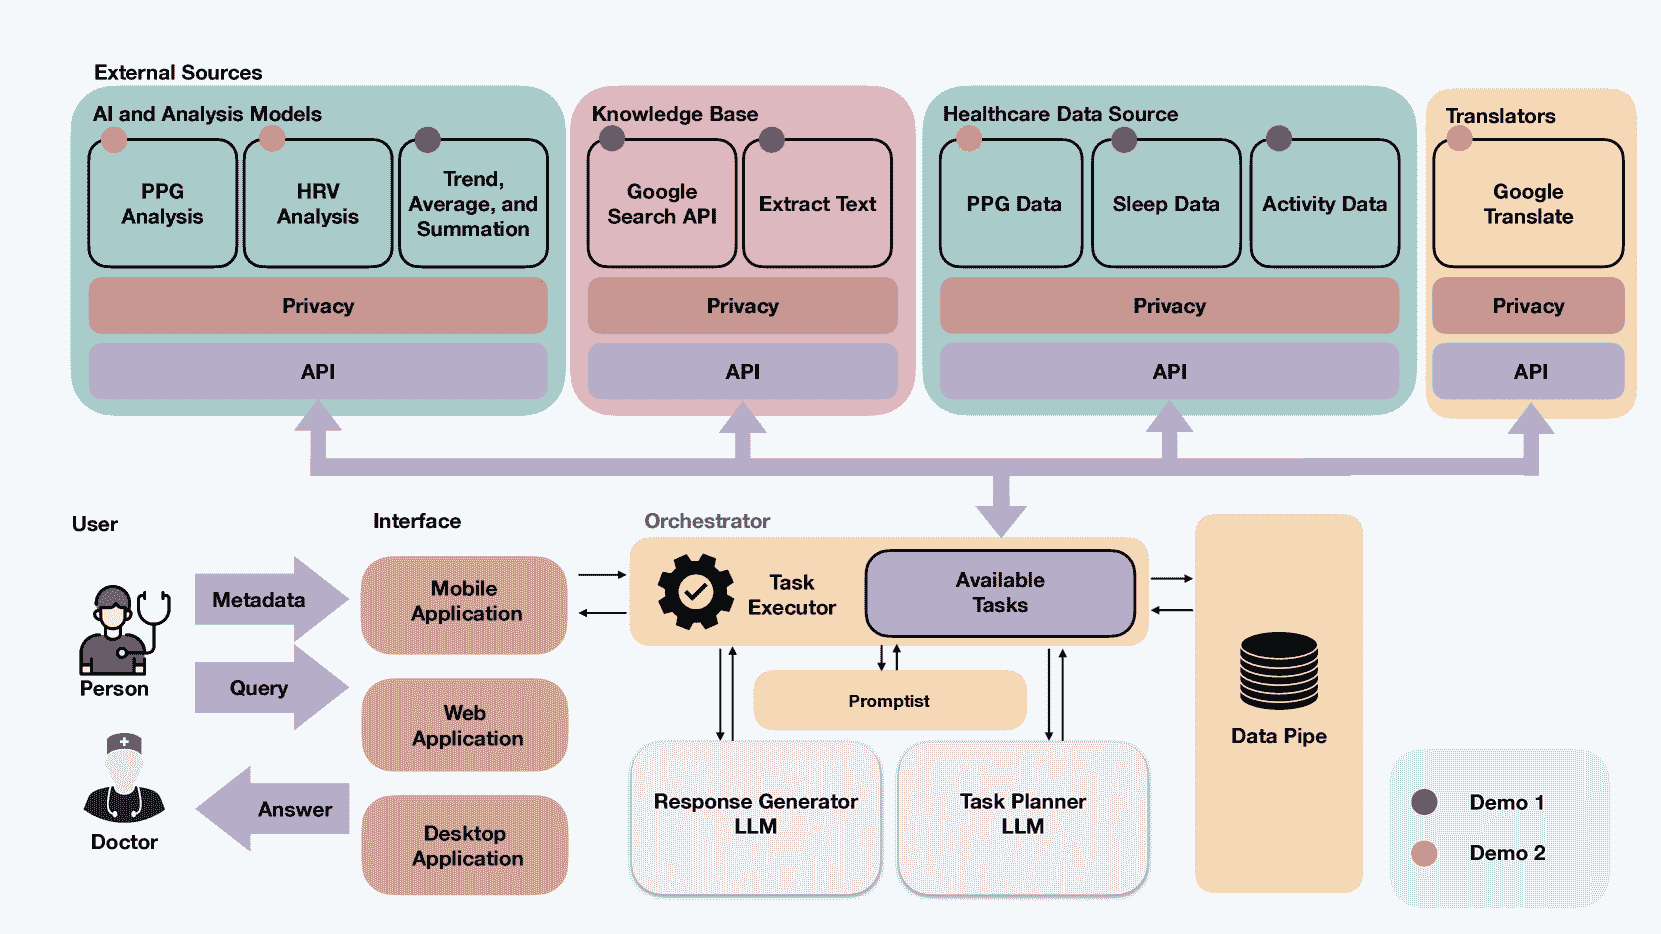 External Sources
AI and Analysis Models
PPG
Analysis
HRV
Analysis
Trend,
Average, and
Summation
Privacy
API
Knowledge Base
Google
Search API
Extract Text
Privacy
API
Healthcare Data Source
PPG Data
Sleep Data
Activity Data
Privacy
API
Translators
Google
Translate
Privacy
API
User
Person
Doctor
Metadata
Query
Answer
Interface
Mobile
Application
Web
Application
Desktop
Application
Orchestrator
Task
Executor
Available
Tasks
Promptist
Response Generator
LLM
Task Planner
LLM
Data Pipe
Demo 1
Demo 2